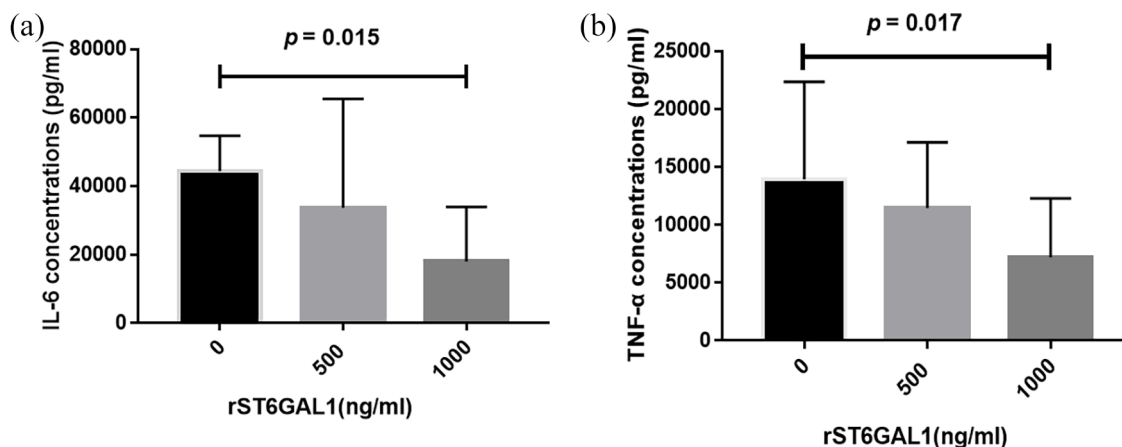 (a)
p = 0.015
IL-6 concentrations (pg/ml)
80000
60000
40000
20000
0
0
500
1000
rST6GAL1(ng/ml)
(b)
p = 0.017
TNF-α concentrations (pg/ml)
25000
20000
15000
10000
5000
0
0
500
1000
rST6GAL1(ng/ml)